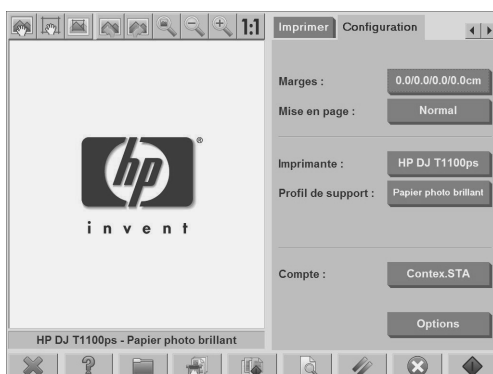 1:1
Imprimer Configuration
Marges : 0.0/0.0/0.0/0.0cm
Mise en page : Normal
Imprimante : HP DJ T1100ps
Profil de support : Papier photo brillant
Compte : Contex.STA
Options
hp
®
invent
HP DJ T1100ps - Papier photo brillant
?